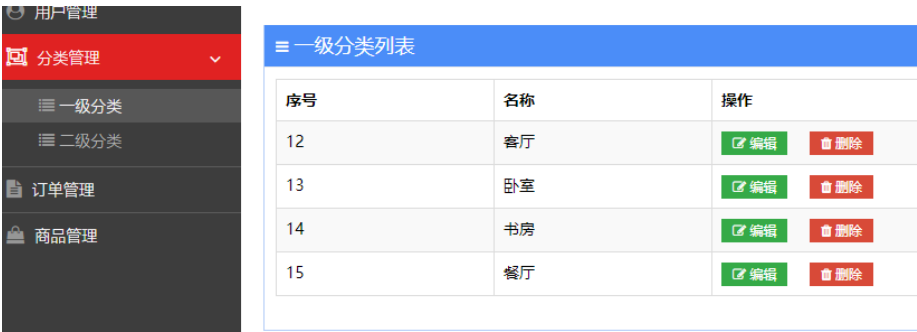 用户管理
分类管理
一级分类
二级分类
订单管理
商品管理
一级分类列表
序号 名称 操作
12 客厅 编辑 删除
13 卧室 编辑 删除
14 书房 编辑 删除
15 餐厅 编辑 删除